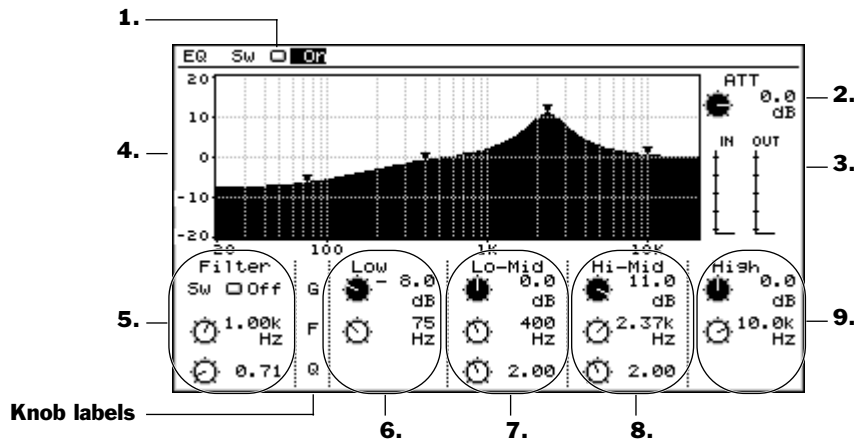 1.
EQ Sw On
ATT
0.0 dB
2.
IN OUT
3.
4.
20
10
0
-10
-20
20 100 1K 10K
Filter Low Lo-Mid Hi-Mid High
Sw Off G - 8.0 dB 0.0 dB 11.0 dB 0.0 dB
5.
1.00k Hz F 75 Hz 400 Hz 2.37k Hz 10.0k Hz
9.
0.71 Q 2.00 2.00
Knob labels
6. 7. 8.